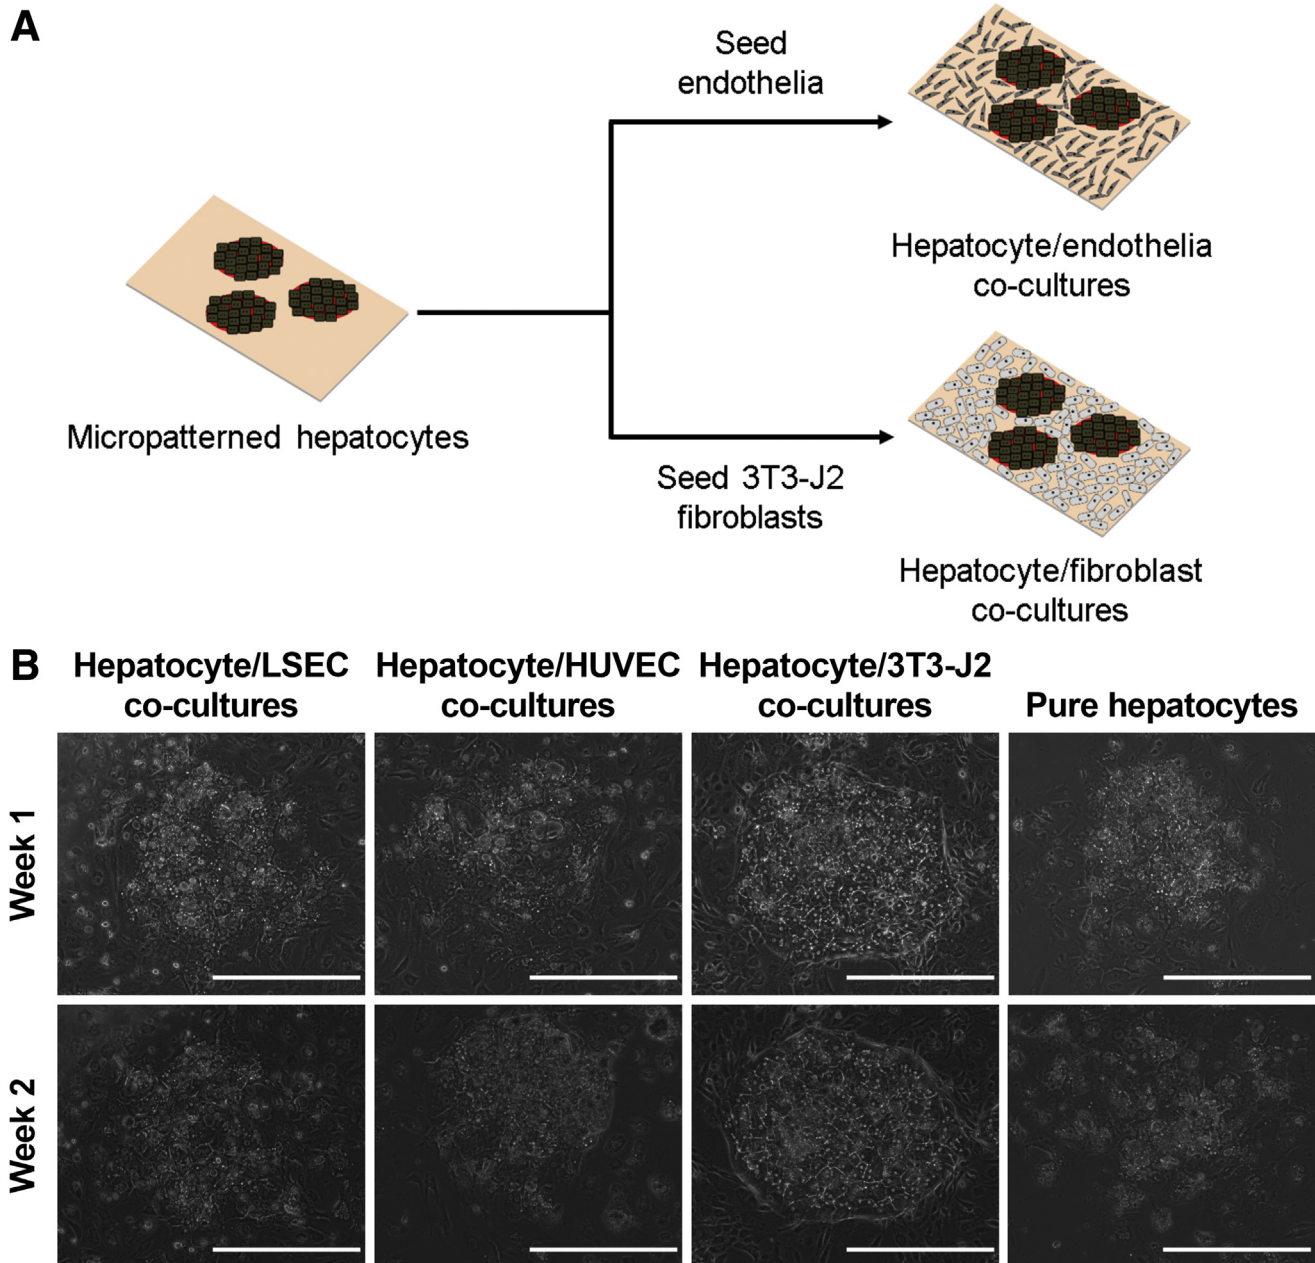 A
Seed
endothelia
Hepatocyte/endothelia
co-cultures
Micropatterned hepatocytes
Seed 3T3-J2
fibroblasts
Hepatocyte/fibroblast
co-cultures
B
Hepatocyte/LSEC
co-cultures
Hepatocyte/HUVEC
co-cultures
Hepatocyte/3T3-J2
co-cultures
Pure hepatocytes
Week 1
Week 2